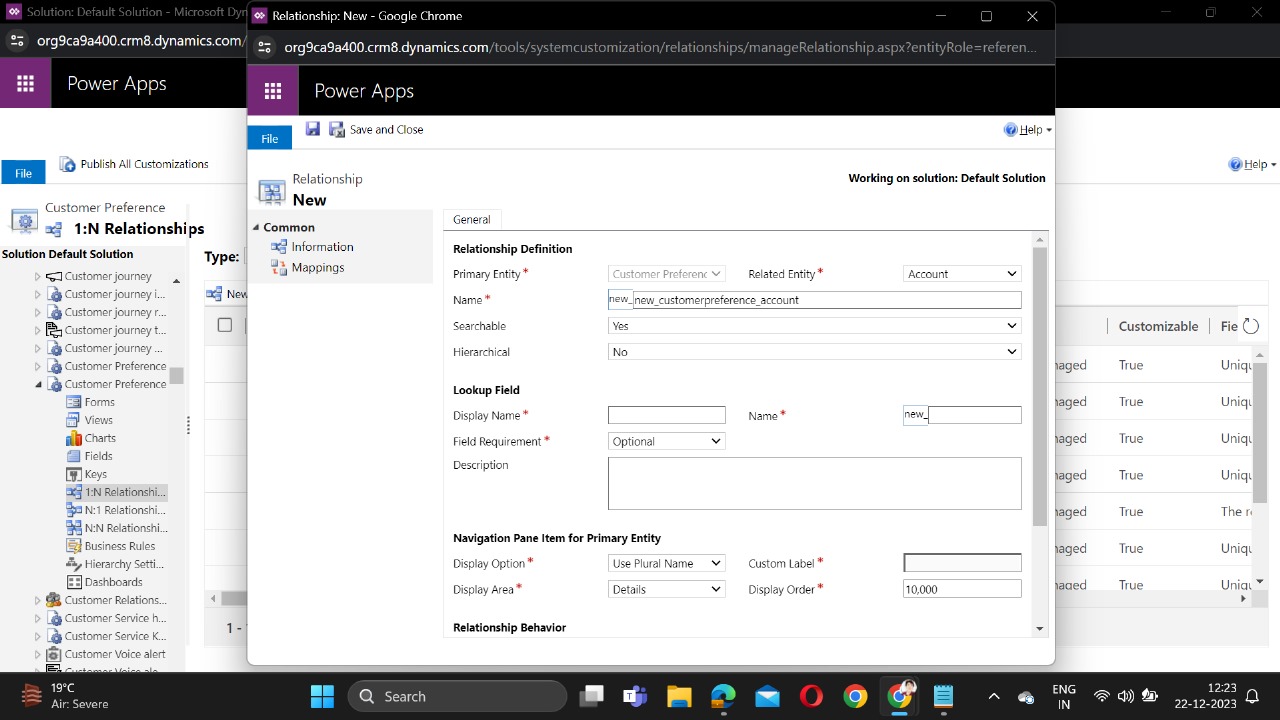 Solution: Default Solution - Microsoft Dyn
org9ca9a400.crm8.dynamics.com/
Power Apps
File
Publish All Customizations
Help
Customer Preference
1:N Relationships
Solution Default Solution
Customer journey
Customer journey i...
Customer journey r...
Customer journey t...
Customer journey ...
Customer Preference
Customer Preference
Forms
Views
Charts
Fields
Keys
1:N Relationshi...
N:1 Relationshi...
N:N Relationshi...
Business Rules
Hierarchy Setti...
Dashboards
Customer Relations...
Customer Service h...
Customer Service K...
Customer Voice alert
Type:
New
1 -
Relationship: New - Google Chrome
org9ca9a400.crm8.dynamics.com/tools/systemcustomization/relationships/manageRelationship.aspx?entityRole=referen...
Power Apps
File
Save and Close
Help
Relationship
New
Working on solution: Default Solution
Common
Information
Mappings
General
Relationship Definition
Primary Entity * Customer Preferenc Related Entity * Account
Name * new_ new_customerpreference_account
Searchable Yes
Hierarchical No
Lookup Field
Display Name * Name * new_
Field Requirement * Optional
Description
Navigation Pane Item for Primary Entity
Display Option * Use Plural Name Custom Label *
Display Area * Details Display Order * 10,000
Relationship Behavior
Customizable Fie
naged True Uniqu
naged True Uniqu
naged True Uniqu
naged True Uniqu
naged True The r
naged True Uniqu
naged True Uniqu
19°C
Air: Severe
Search
ENG
IN
12:23
22-12-2023